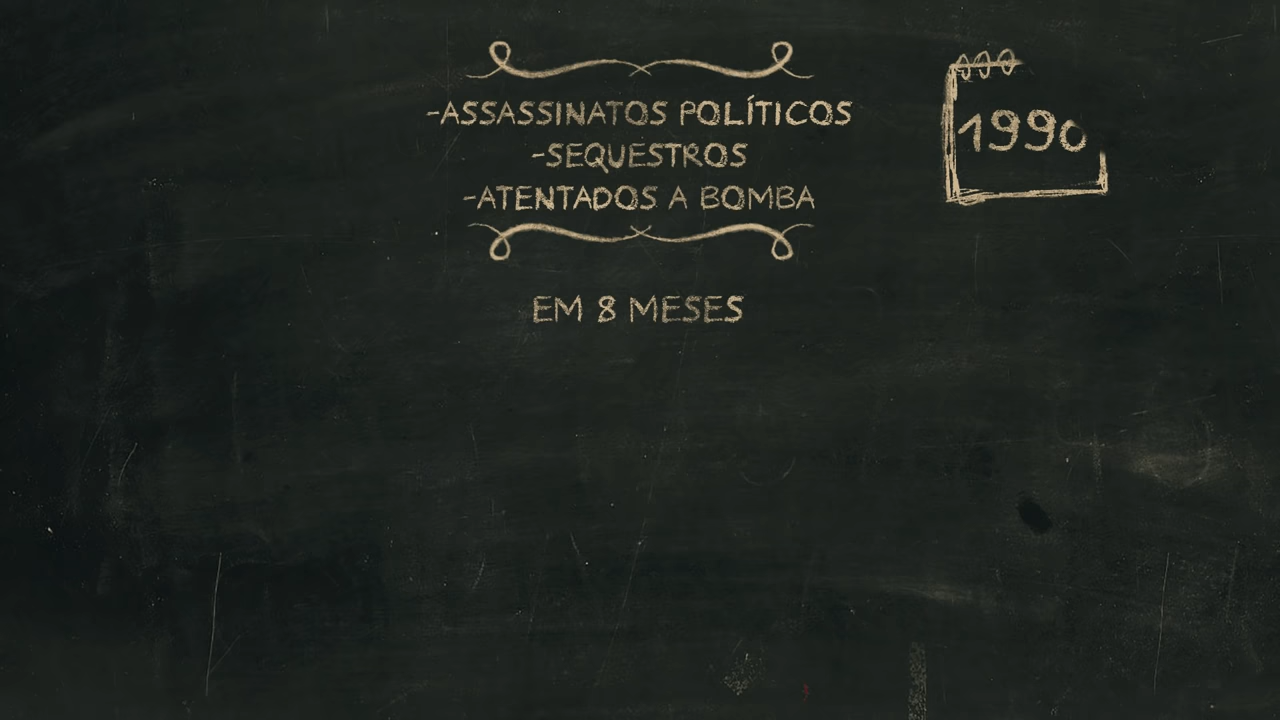 -ASSASSINATOS POLÍTICOS
-SEQUESTROS
-ATENTADOS A BOMBA
EM 8 MESES
1990